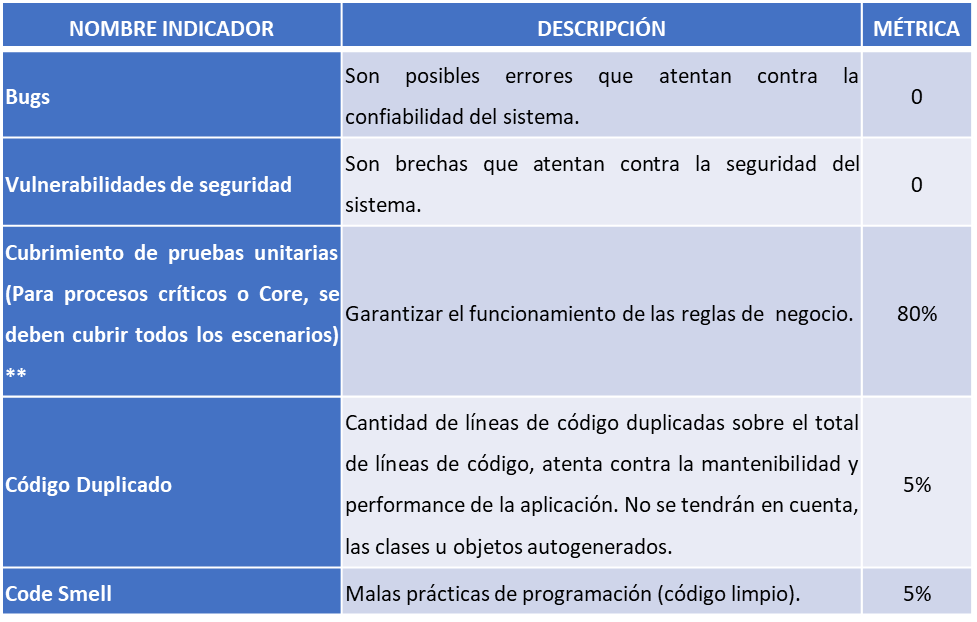 NOMBRE INDICADOR
DESCRIPCIÓN
MÉTRICA
Bugs
Son posibles errores que atentan contra la
confiabilidad del sistema.
0
Vulnerabilidades de seguridad
Son brechas que atentan contra la seguridad del
sistema.
0
Cubrimiento de pruebas unitarias
(Para procesos críticos o Core, se
deben cubrir todos los escenarios)
**
Garantizar el funcionamiento de las reglas de negocio.
80%
Código Duplicado
Cantidad de líneas de código duplicadas sobre el total
de líneas de código, atenta contra la mantenibilidad y
performance de la aplicación. No se tendrán en cuenta,
las clases u objetos autogenerados.
5%
Code Smell
Malas prácticas de programación (código limpio).
5%